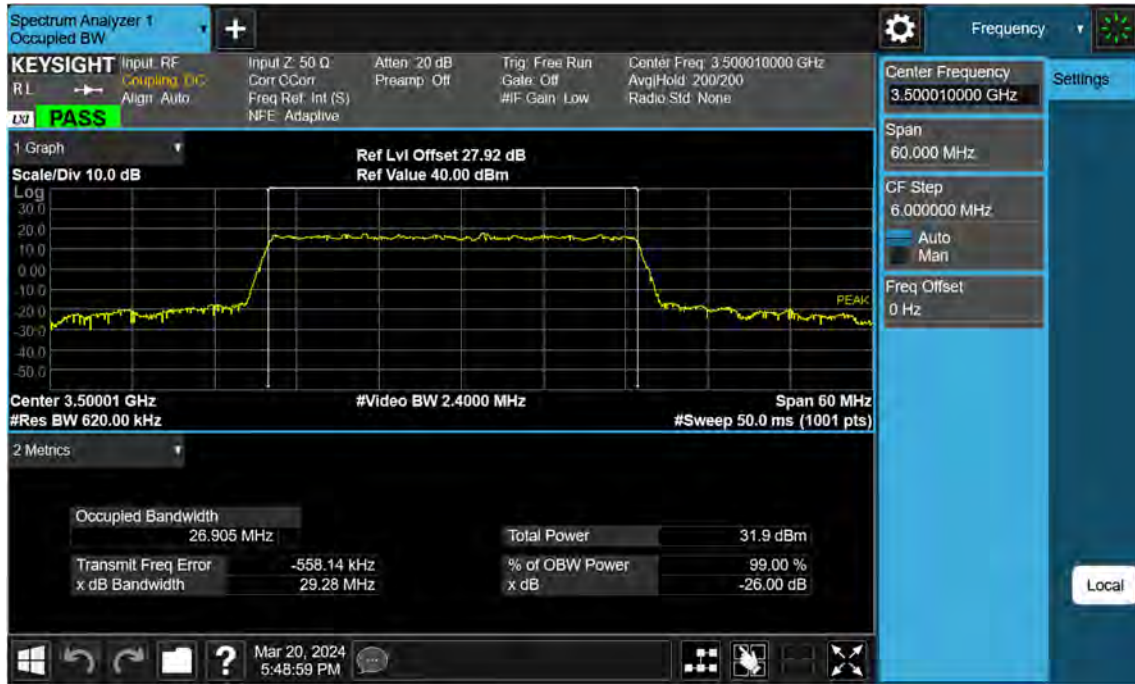 Spectrum Analyzer 1
Occupied BW
+
Frequency
KEYSIGHT
RL
LXI
PASS
Input: RF
Coupling: DC
Align: Auto
Input Z: 50 Ω
Corr CCorr
Freq Ref: Int (S)
NFE: Adaptive
Atten: 20 dB
Preamp: Off
Trig: Free Run
Gate: Off
#IF Gain: Low
Center Freq: 3.500010000 GHz
Avg|Hold: 200/200
Radio Std: None
Center Frequency
3.500010000 GHz
Settings
Span
60.000 MHz
CF Step
6.000000 MHz
Auto
Man
Freq Offset
0 Hz
1 Graph
Scale/Div 10.0 dB
Ref Lvl Offset 27.92 dB
Ref Value 40.00 dBm
Log
30.0
20.0
10.0
0.00
-10.0
-20.0
-30.0
-40.0
-50.0
PEAK
Center 3.50001 GHz
#Video BW 2.4000 MHz
Span 60 MHz
#Res BW 620.00 kHz
#Sweep 50.0 ms (1001 pts)
2 Metrics
Occupied Bandwidth
26.905 MHz
Total Power 31.9 dBm
Transmit Freq Error -558.14 kHz
% of OBW Power 99.00 %
x dB Bandwidth 29.28 MHz
x dB -26.00 dB
Local
?
Mar 20, 2024
5:48:59 PM